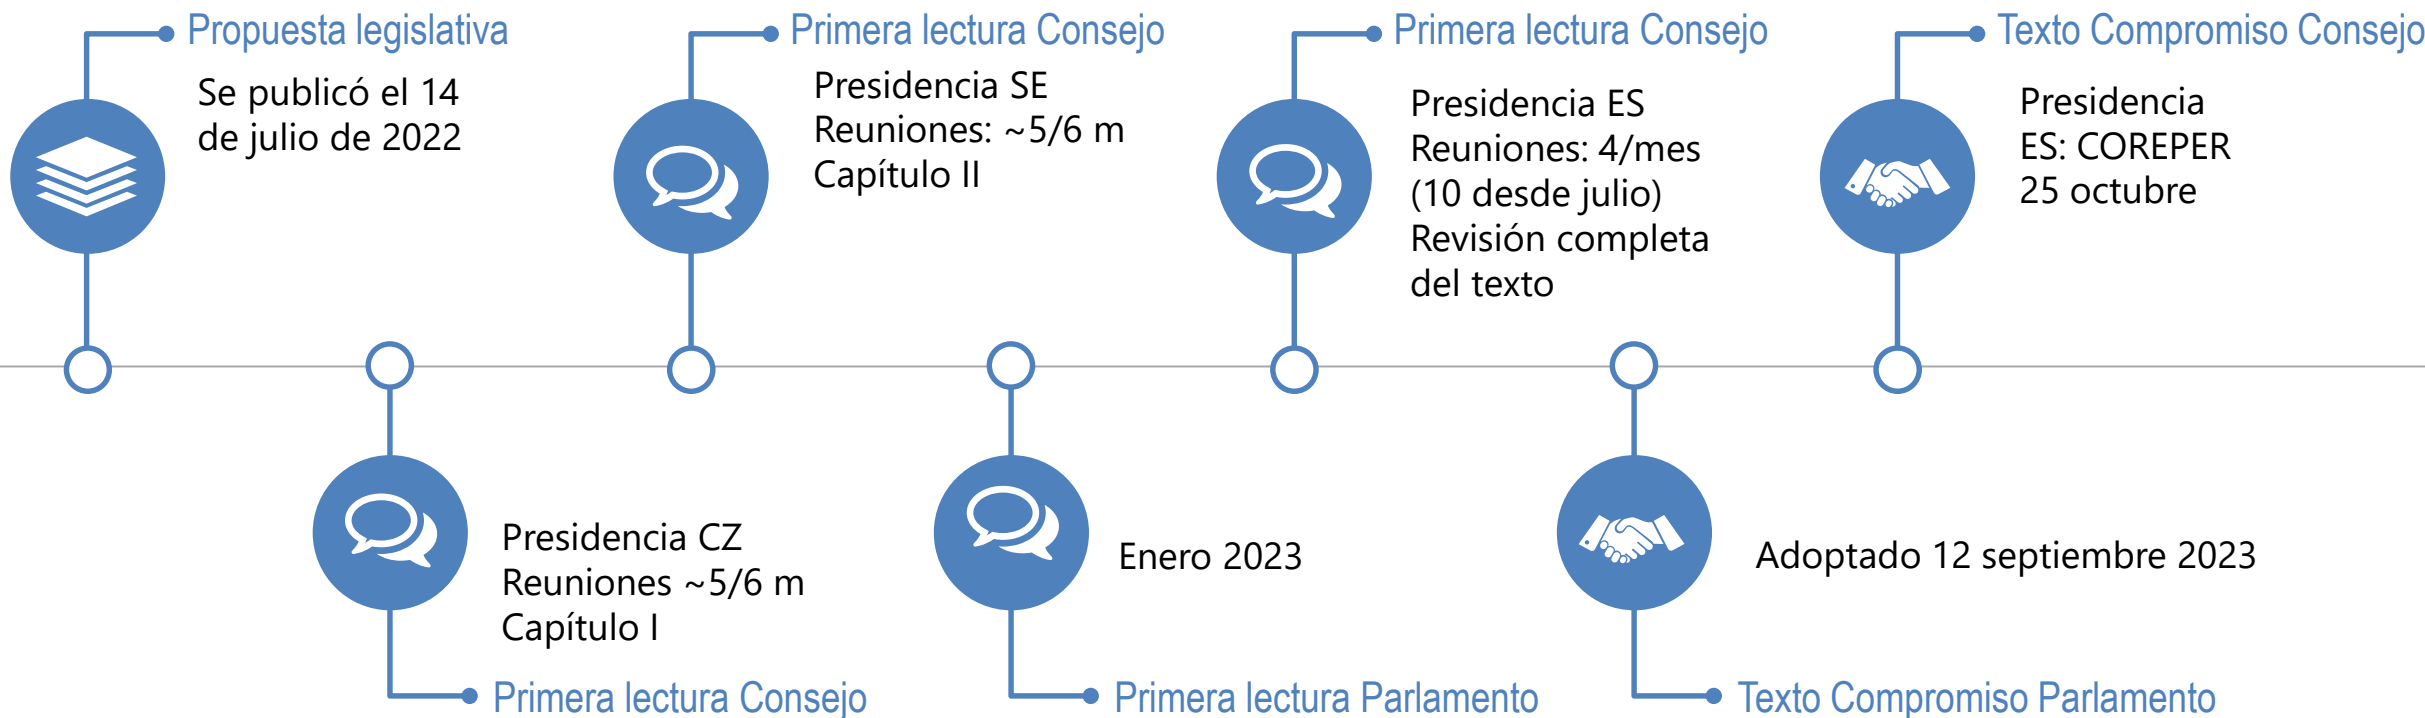 Propuesta legislativa
Se publicó el 14
de julio de 2022
Presidencia CZ
Reuniones ~5/6 m
Capítulo I
Primera lectura Consejo
Primera lectura Consejo
Presidencia SE
Reuniones: ~5/6 m
Capítulo II
Enero 2023
Primera lectura Parlamento
Primera lectura Consejo
Presidencia ES
Reuniones: 4/mes
(10 desde julio)
Revisión completa
del texto
Adoptado 12 septiembre 2023
Texto Compromiso Parlamento
Texto Compromiso Consejo
Presidencia
ES: COREPER
25 octubre